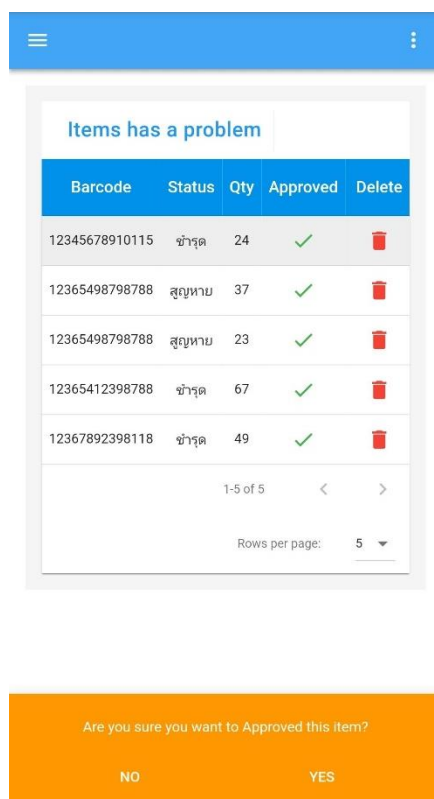 Items has a problem
Barcode Status Qty Approved Delete
12345678910115 ชำรุด 24
12365498798788 สูญหาย 37
12365498798788 สูญหาย 23
12365412398788 ชำรุด 67
12367892398118 ชำรุด 49
1-5 of 5
Rows per page: 5
Are you sure you want to Approved this item?
NO YES